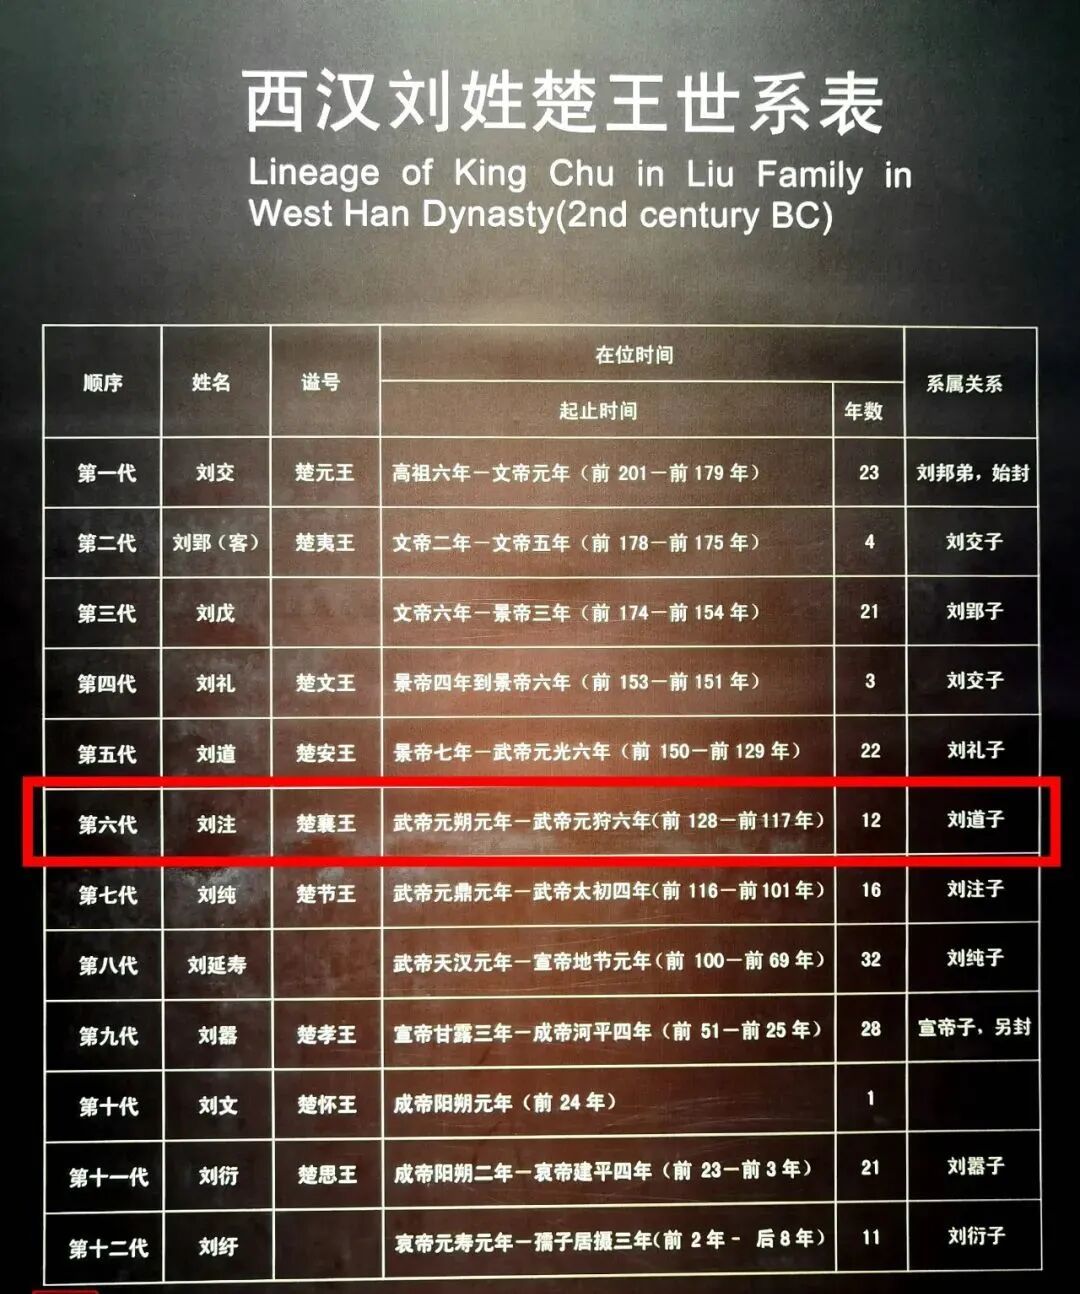 西汉刘姓楚王世系表
Lineage of King Chu in Liu Family in
West Han Dynasty(2nd century BC)
顺序 姓名 谥号 在位时间 系属关系
起止时间 年数
第一代 刘交 楚元王 高祖六年—文帝元年（前 201—前 179 年） 23 刘邦弟，始封
第二代 刘郢（客） 楚夷王 文帝二年—文帝五年（前 178—前 175 年） 4 刘交子
第三代 刘戊 文帝六年—景帝三年（前 174—前 154 年） 21 刘郢子
第四代 刘礼 楚文王 景帝四年到景帝六年（前 153—前 151 年） 3 刘交子
第五代 刘道 楚安王 景帝七年—武帝元光六年（前 150—前 129 年） 22 刘礼子
第六代 刘注 楚襄王 武帝元朔元年—武帝元狩六年（前 128—前 117 年） 12 刘道子
第七代 刘纯 楚节王 武帝元鼎元年—武帝太初四年（前 116—前 101 年） 16 刘注子
第八代 刘延寿 武帝天汉元年—宣帝地节元年（前 100—前 69 年） 32 刘纯子
第九代 刘嚣 楚孝王 宣帝甘露三年—成帝河平四年（前 51—前 25 年） 28 宣帝子，另封
第十代 刘文 楚怀王 成帝阳朔元年（前 24 年） 1
第十一代 刘衍 楚思王 成帝阳朔二年—哀帝建平四年（前 23—前 3 年） 21 刘嚣子
第十二代 刘纡 哀帝元寿元年—孺子居摄三年（前 2 年- 后 8 年） 11 刘衍子